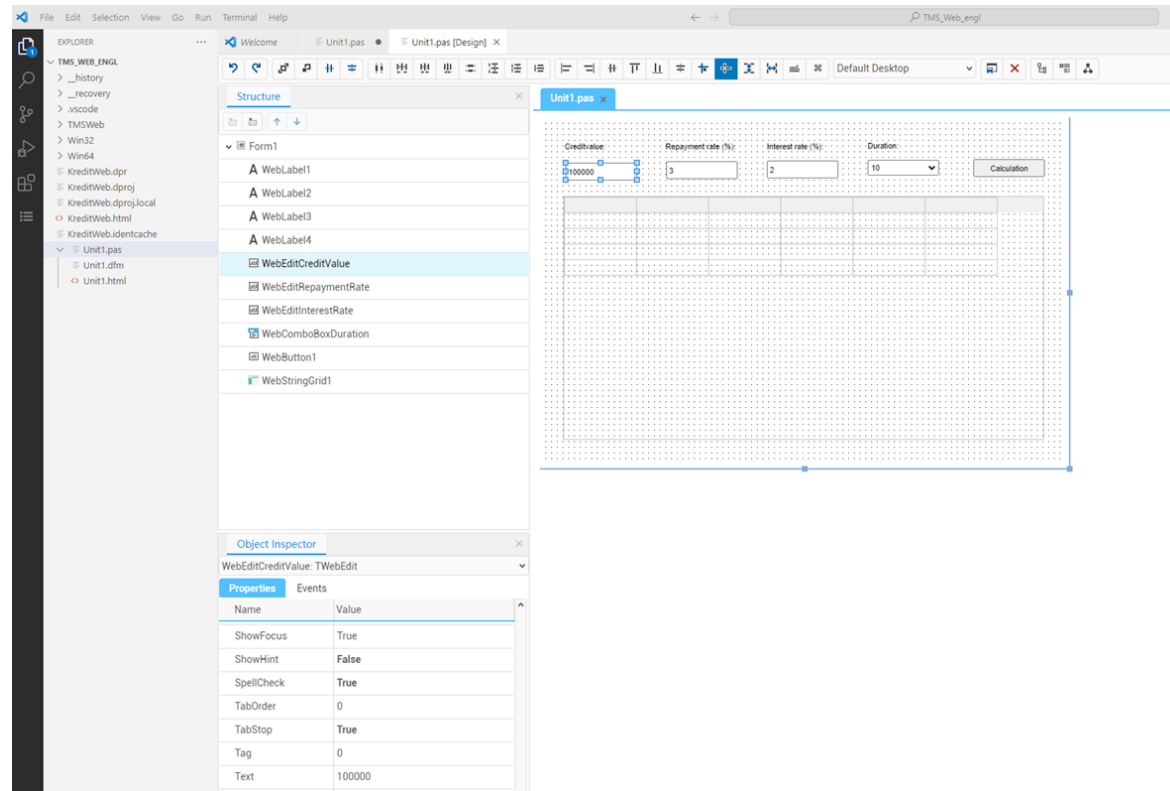 File Edit Selection View Go Run Terminal Help
TMS_Web_engl
EXPLORER ...
1
TMS_WEB_ENGL
__history
__recovery
.vscode
TMSWeb
Win32
Win64
KreditWeb.dpr
KreditWeb.dproj
KreditWeb.dproj.local
KreditWeb.html
KreditWeb.identcache
Unit1.pas
Unit1.dfm
Unit1.html
Welcome Unit1.pas Unit1.pas [Design]
Default Desktop
Structure
Form1
WebLabel1
WebLabel2
WebLabel3
WebLabel4
WebEditCreditValue
WebEditRepaymentRate
WebEditInterestRate
WebComboBoxDuration
WebButton1
WebStringGrid1
Object Inspector
WebEditCreditValue: TWebEdit
Properties Events
Name Value
ShowFocus True
ShowHint False
SpellCheck True
TabOrder 0
TabStop True
Tag 0
Text 100000
Unit1.pas
Creditvalue: Repayment rate (%): Interest rate (%): Duration:
100000 3 2 10 Calculation